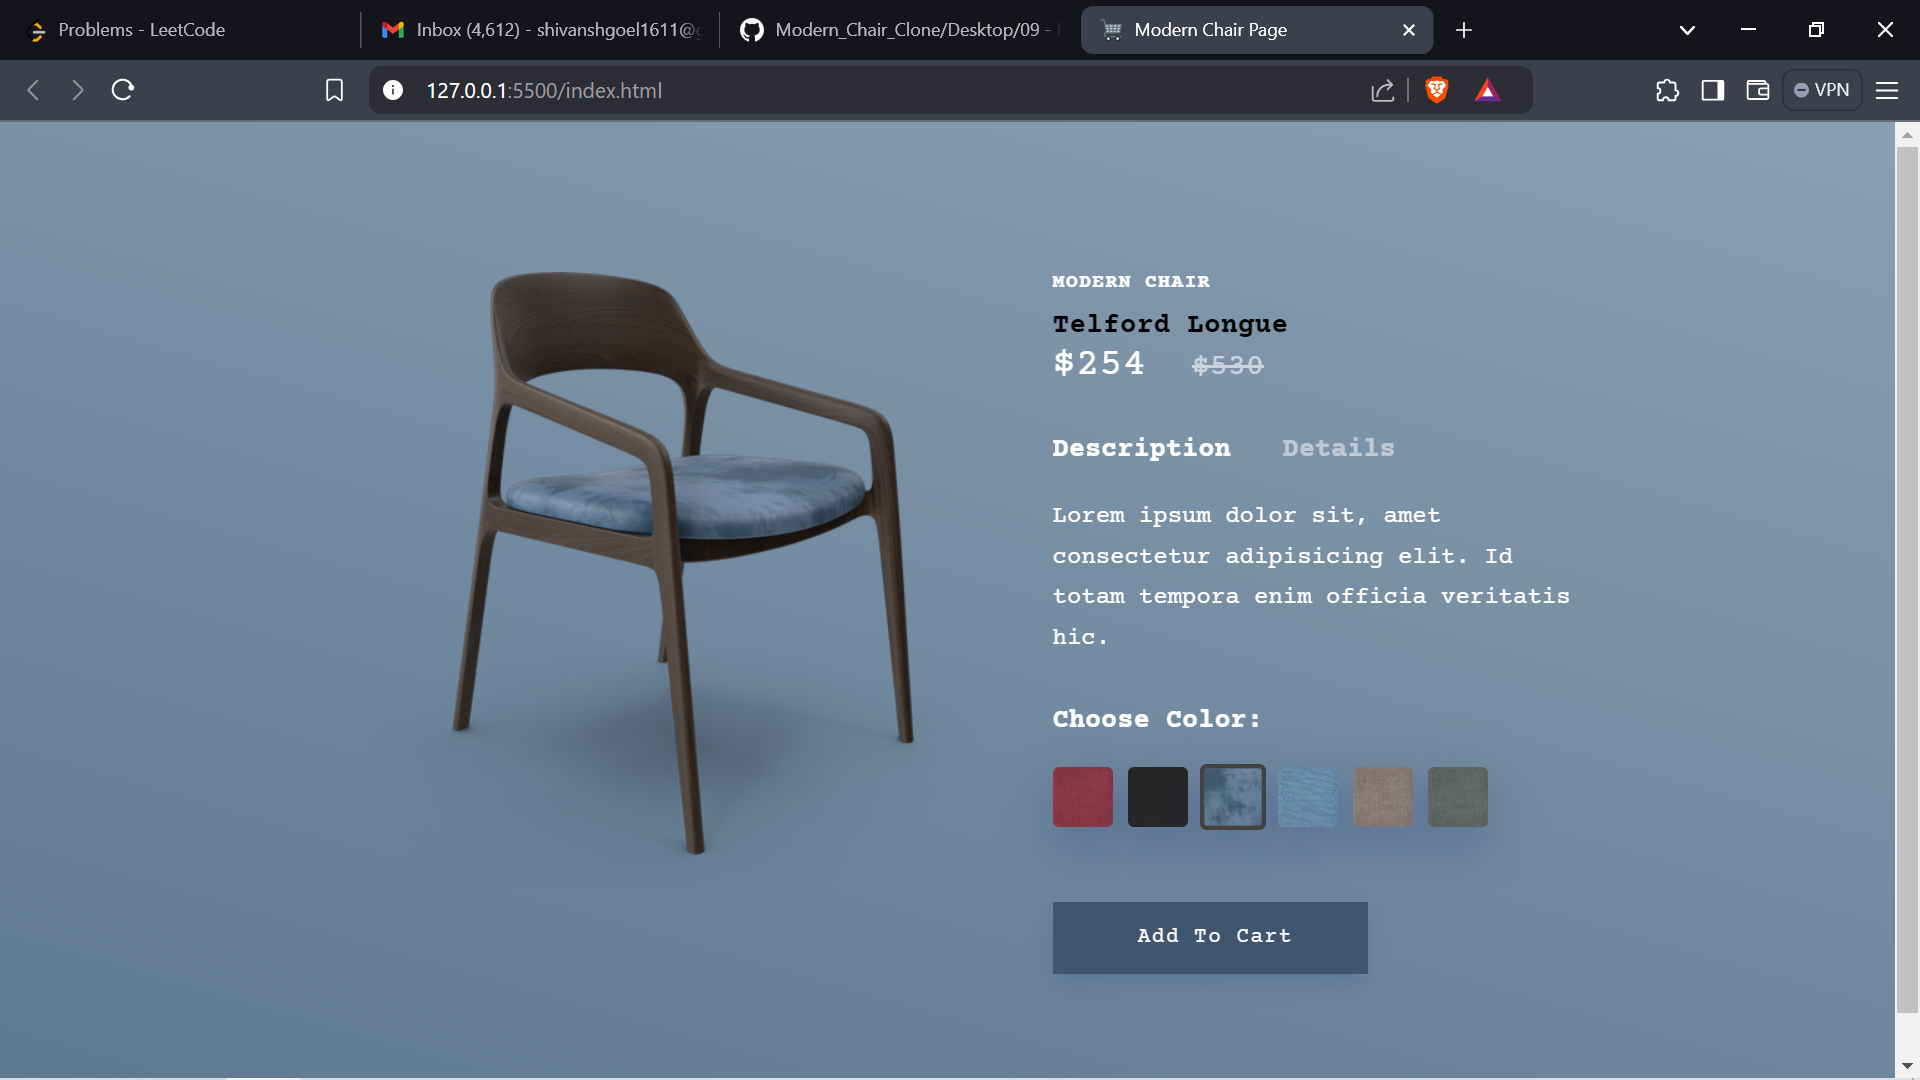 Problems - LeetCode
Inbox (4,612) - shivanshgoel1611@
Modern_Chair_Clone/Desktop/09 -
Modern Chair Page
127.0.0.1:5500/index.html
VPN
MODERN CHAIR
Telford Longue
$254 $530
Description Details
Lorem ipsum dolor sit, amet
consectetur adipisicing elit. Id
totam tempora enim officia veritatis
hic.
Choose Color:
Add To Cart